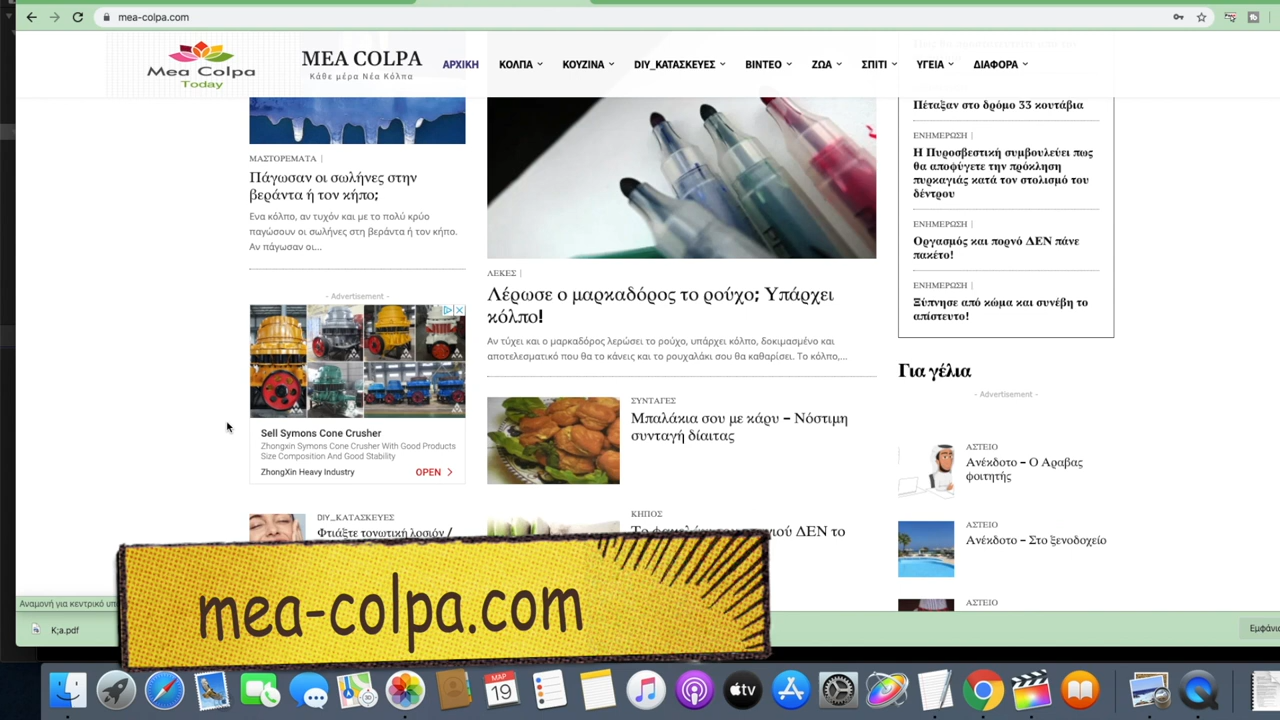 mea-colpa.com
Mea Colpa
Today
MEA COLPA
Κάθε μέρα Νέα Κόλπα
ΑΡΧΙΚΗ
ΚΟΛΠΑ
ΚΟΥΖΙΝΑ
DIY_ΚΑΤΑΣΚΕΥΕΣ
ΒΙΝΤΕΟ
ΖΩΑ
ΣΠΙΤΙ
ΥΓΕΙΑ
ΔΙΑΦΟΡΑ
ΜΑΣΤΟΡΕΜΑΤΑ |
Πάγωσαν οι σωλήνες στην
βεράντα ή τον κήπο;
Ενα κόλπο, αν τυχόν και με το πολύ κρύο
παγώσουν οι σωλήνες στη βεράντα ή τον κήπο.
Αν πάγωσαν οι...
- Advertisement -
Sell Symons Cone Crusher
Zhongxin Symons Cone Crusher With Good Products
Size Composition And Good Stability
ZhongXin Heavy Industry
OPEN
DIY_ΚΑΤΑΣΚΕΥΕΣ
Φτιάξτε τονωτική λοσιόν /
ΛΕΚΕΣ |
Λέρωσε ο μαρκαδόρος το ρούχο; Υπάρχει
κόλπο!
Αν τύχει και ο μαρκαδόρος λερώσει το ρούχο, υπάρχει κόλπο, δοκιμασμένο και
αποτελεσματικό που θα το κάνεις και το ρουχαλάκι σου θα καθαρίσει. Το κόλπο,...
ΣΥΝΤΑΓΕΣ
Μπαλάκια σου με κάρυ – Νόστιμη
συνταγή δίαιτας
ΚΗΠΟΣ
ΔΕΝ το
Πέταξαν στο δρόμο 33 κουτάβια
ΕΝΗΜΕΡΩΣΗ |
Η Πυροσβεστική συμβουλεύει πως
θα αποφύγετε την πρόκληση
πυρκαγιάς κατά τον στολισμό του
δέντρου
ΕΝΗΜΕΡΩΣΗ |
Οργασμός και πορνό ΔΕΝ πάνε
πακέτο!
ΕΝΗΜΕΡΩΣΗ |
Ξύπνησε από κώμα και συνέβη το
απίστευτο!
Για γέλια
- Advertisement -
ΑΣΤΕΙΟ
Ανέκδοτο – Ο Αραβας
φοιτητής
ΑΣΤΕΙΟ
Ανέκδοτο – Στο ξενοδοχείο
ΑΣΤΕΙΟ
mea-colpa.com
Αναμονή για κεντρικό
K;a.pdf
ΜΑΡ
19
tv